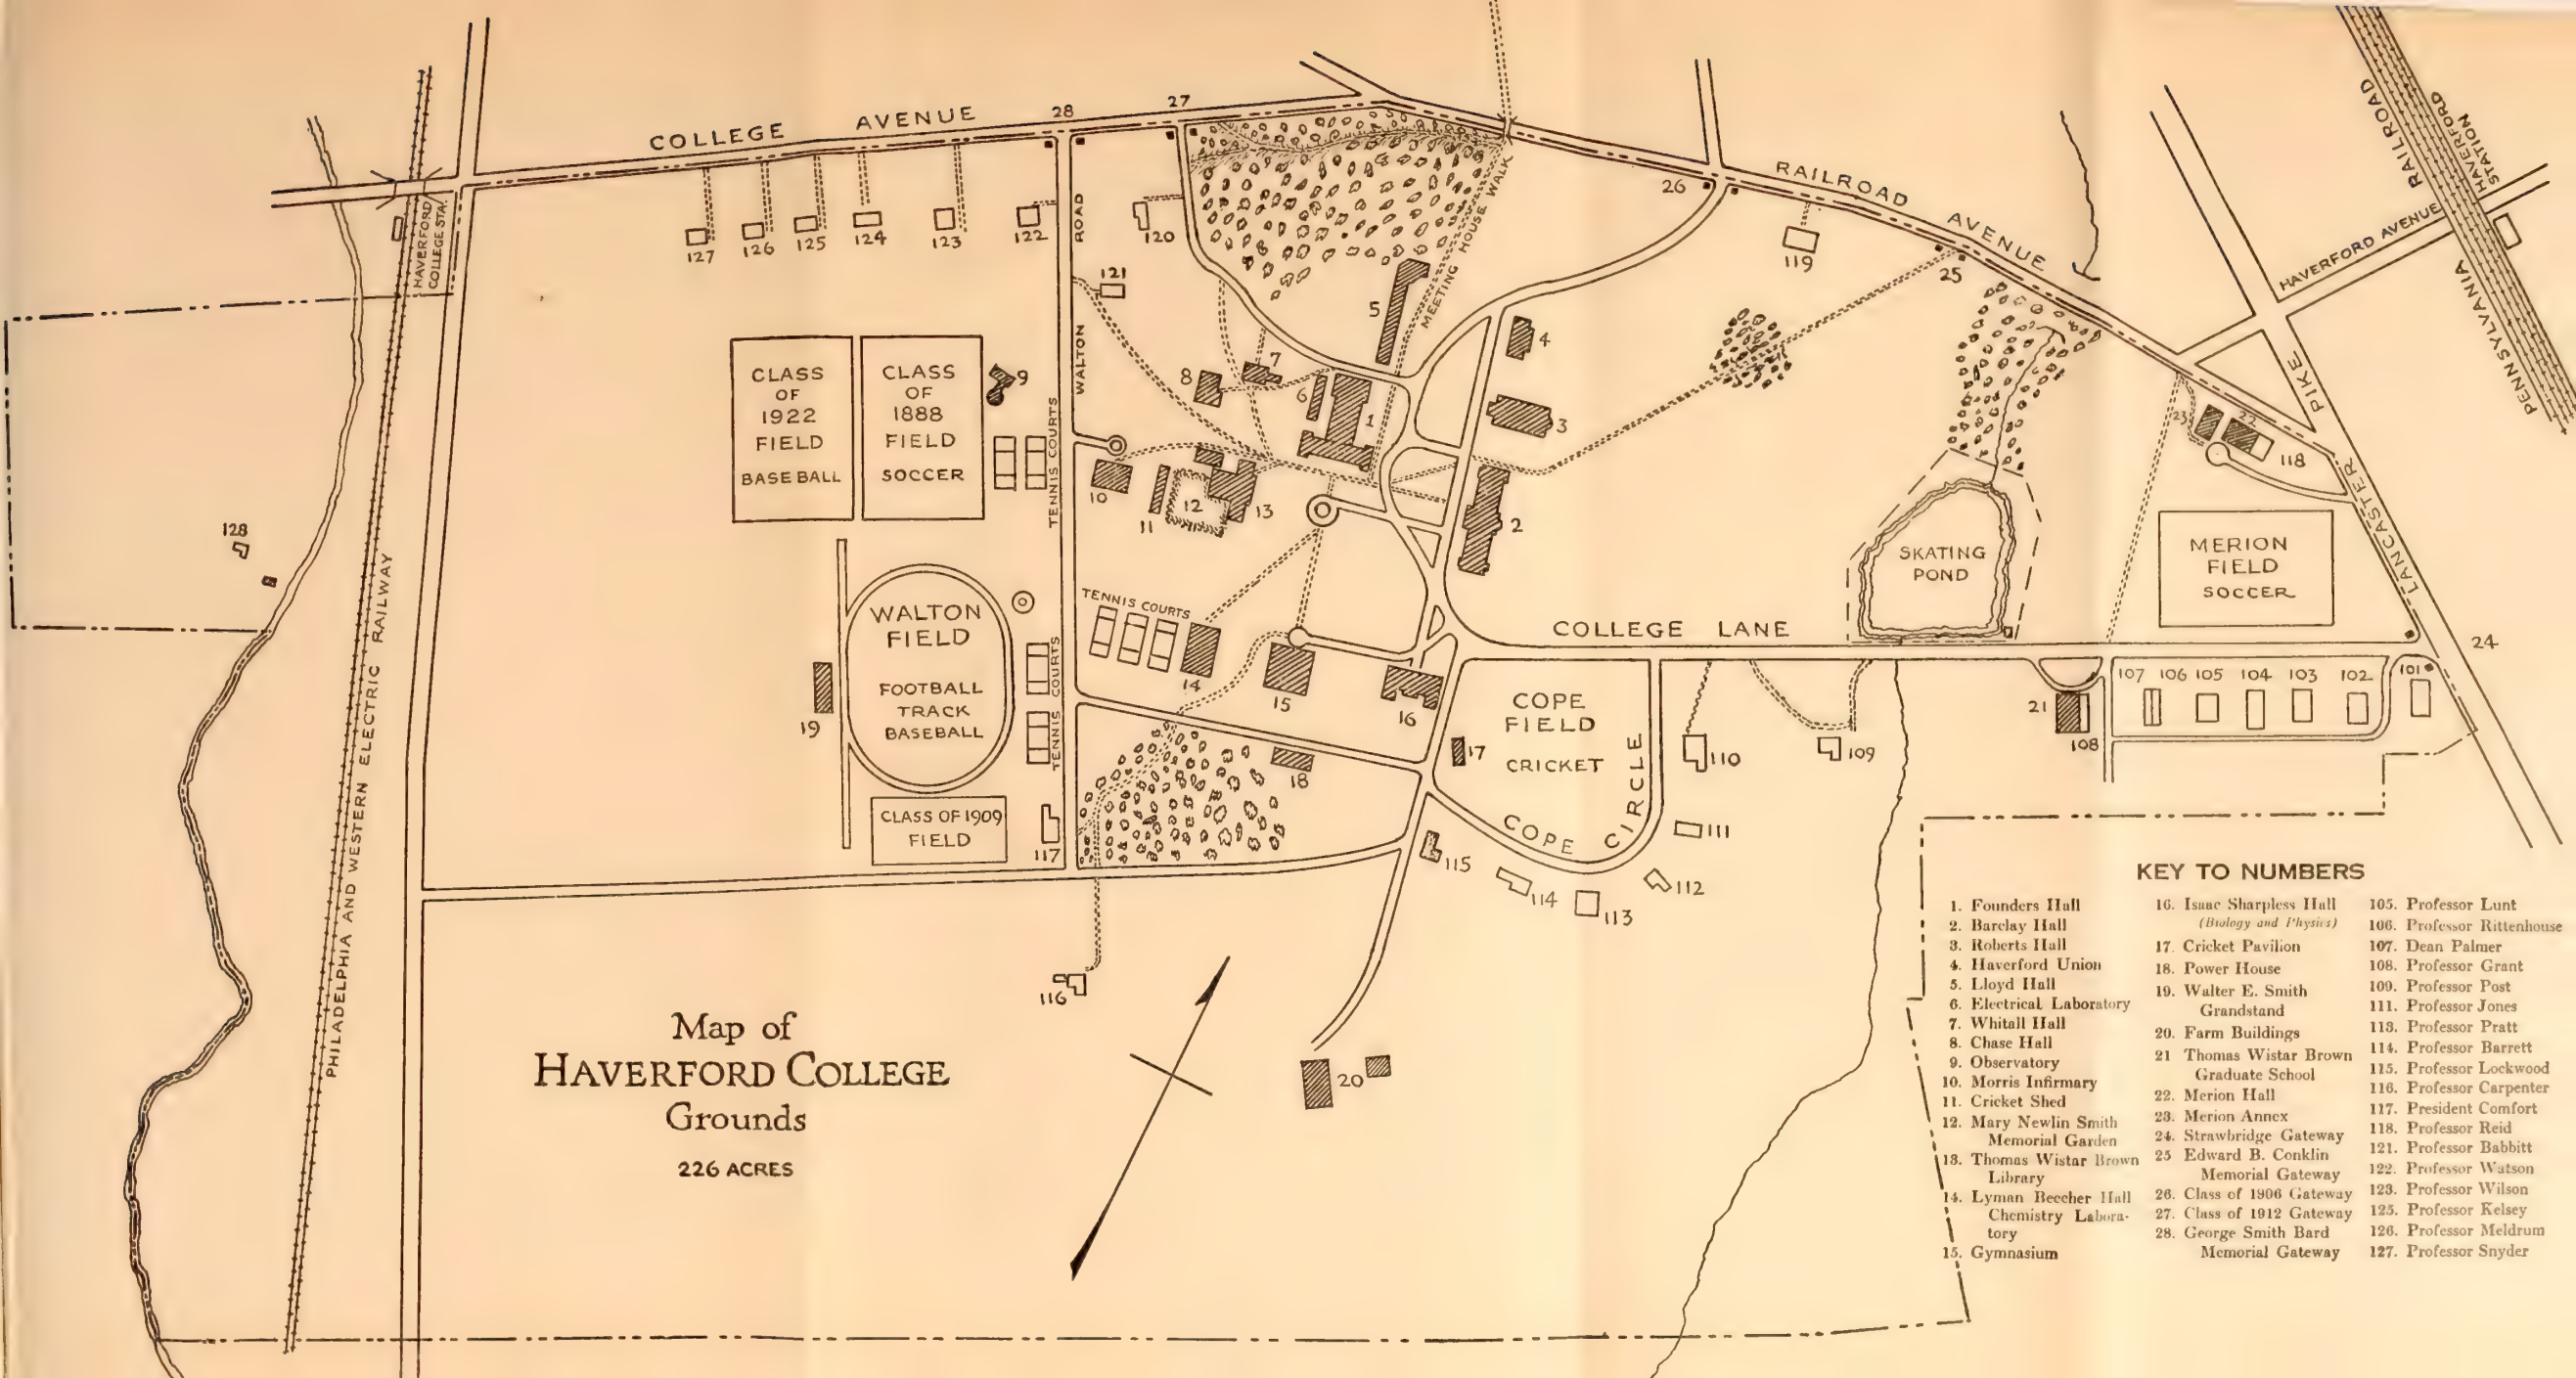 COLLEGE AVENUE
28
27
RAILROAD AVENUE
26
25
HAVERFORD AVENUE
HAVERFORD STATION
PENNSYLVANIA RAILROAD
LANCASTER PIKE
24
HAVERFORD
COLLEGE STA.
PHILADELPHIA AND WESTERN ELECTRIC RAILWAY
127
126
125
124
123
122
WALTON ROAD
120
121
MEETING HOUSE WALK
119
5
4
7
8
6
1
3
9
CLASS
OF
1922
FIELD
BASEBALL
CLASS
OF
1888
FIELD
SOCCER
TENNIS COURTS
10
11
12
13
2
23
22
118
128
SKATING
POND
MERION
FIELD
SOCCER
WALTON
FIELD
FOOTBALL
TRACK
BASEBALL
TENNIS COURTS
TENNIS COURTS
14
15
16
19
COLLEGE LANE
COPE
FIELD
CRICKET
COPE CIRCLE
17
18
110
109
21
108
107
106
105
104
103
102
101
CLASS OF 1909
FIELD
117
115
114
113
112
111
116
20
Map of
HAVERFORD COLLEGE
Grounds
226 ACRES
KEY TO NUMBERS
1. Founders Hall
2. Barclay Hall
3. Roberts Hall
4. Haverford Union
5. Lloyd Hall
6. Electrical Laboratory
7. Whitall Hall
8. Chase Hall
9. Observatory
10. Morris Infirmary
11. Cricket Shed
12. Mary Newlin Smith
Memorial Garden
13. Thomas Wistar Brown
Library
14. Lyman Beecher Hall
Chemistry Labora-
tory
15. Gymnasium
16. Isaac Sharpless Hall
(Biology and Physics)
17. Cricket Pavilion
18. Power House
19. Walter E. Smith
Grandstand
20. Farm Buildings
21 Thomas Wistar Brown
Graduate School
22. Merion Hall
23. Merion Annex
24. Strawbridge Gateway
25 Edward B. Conklin
Memorial Gateway
26. Class of 1906 Gateway
27. Class of 1912 Gateway
28. George Smith Bard
Memorial Gateway
105. Professor Lunt
106. Professor Rittenhouse
107. Dean Palmer
108. Professor Grant
109. Professor Post
111. Professor Jones
113. Professor Pratt
114. Professor Barrett
115. Professor Lockwood
116. Professor Carpenter
117. President Comfort
118. Professor Reid
121. Professor Babbitt
122. Professor Watson
123. Professor Wilson
125. Professor Kelsey
126. Professor Meldrum
127. Professor Snyder